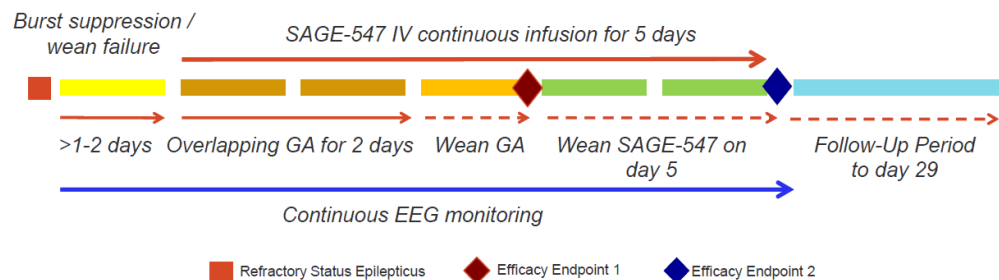 Burst suppression /
wean failure
SAGE-547 IV continuous infusion for 5 days
>1-2 days
Overlapping GA for 2 days
Wean GA
Wean SAGE-547 on
day 5
Follow-Up Period
to day 29
Continuous EEG monitoring
Refractory Status Epilepticus
Efficacy Endpoint 1
Efficacy Endpoint 2